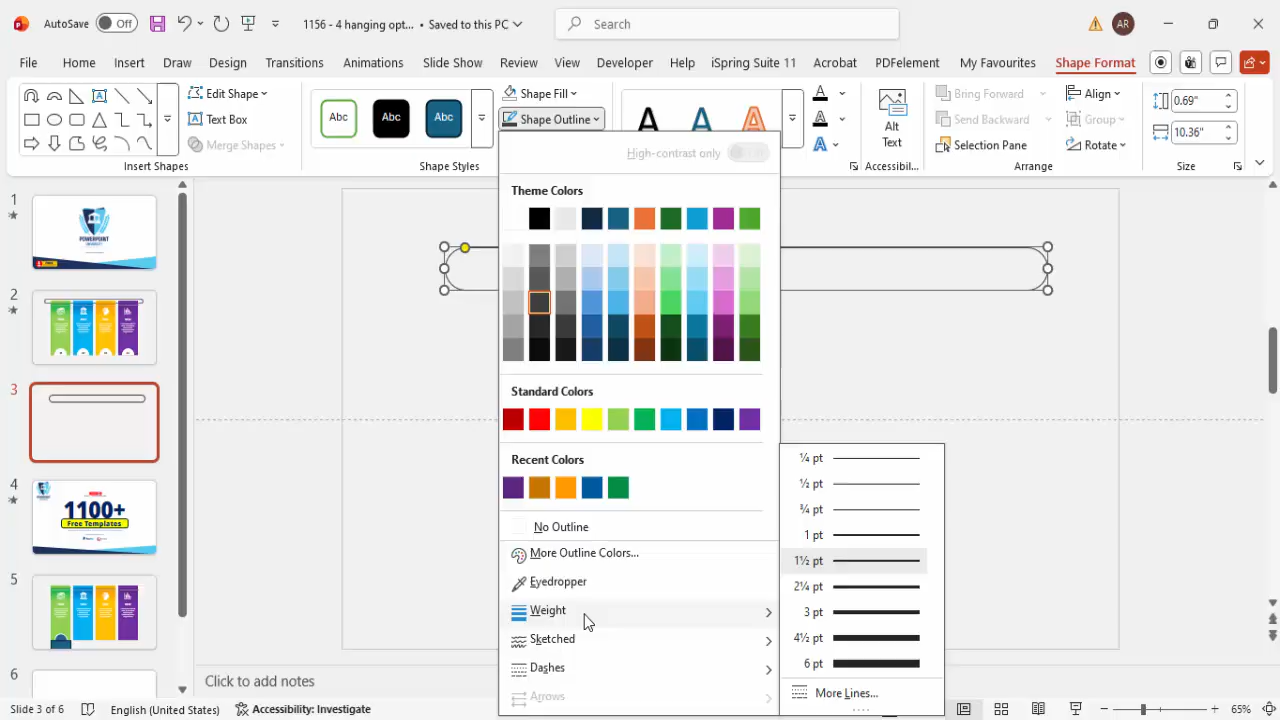 AutoSave Off 1156 - 4 hanging opt... • Saved to this PC Search AR
File Home Insert Draw Design Transitions Animations Slide Show Review View Developer Help iSpring Suite 11 Acrobat PDFelement My Favourites Shape Format
Edit Shape
Text Box
Merge Shapes
Insert Shapes
Abc Abc Abc
Shape Styles
Shape Fill
Shape Outline
A A A
A
A
A
Alt
Text
Accessibil...
Bring Forward
Send Backward
Selection Pane
Align
Group
Rotate
Arrange
0.69"
10.36"
Size
High-contrast only
Theme Colors
Standard Colors
Recent Colors
No Outline
More Outline Colors...
Eyedropper
Weight
Sketched
Dashes
Arrows
¼ pt
½ pt
¾ pt
1 pt
1½ pt
2¼ pt
3 pt
4½ pt
6 pt
More Lines...
1
POWERPOINT
UNIVERSITY
2
3
4
1100+
Free Templates
5
6
Click to add notes
Slide 3 of 6 English (United States) Accessibility: Investigate 65%